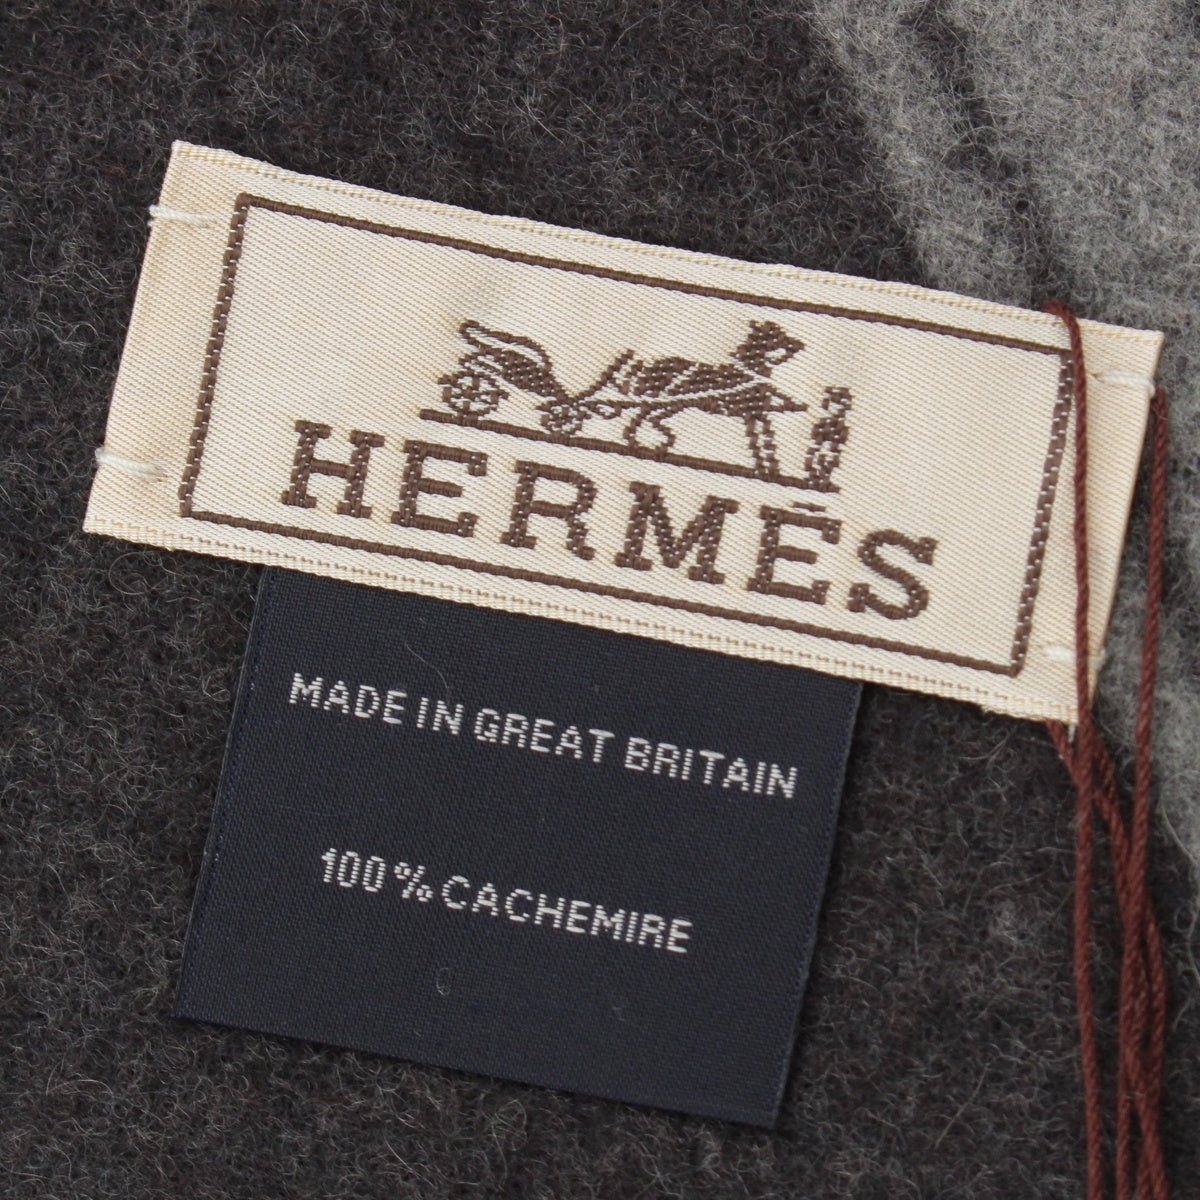 HERMÈS
MADE IN GREAT BRITAIN
100% CACHEMIRE